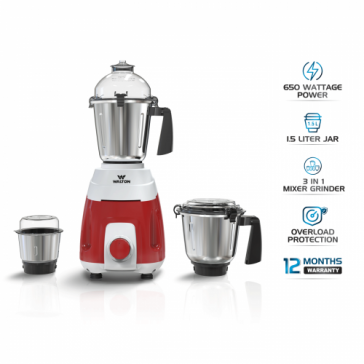 WALTON
650 WATTAGE
POWER
1.5 LITER JAR
3 IN 1
MIXER GRINDER
OVERLOAD
PROTECTION
12 MONTHS
WARRANTY